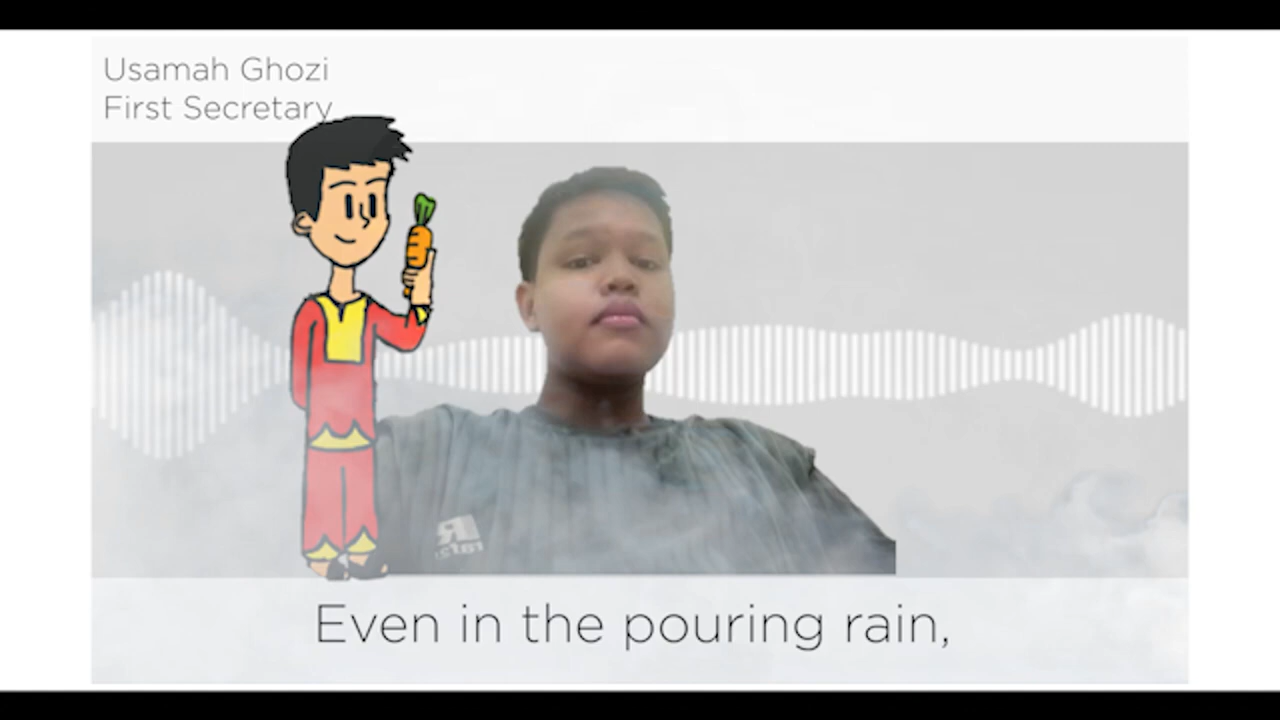 Usamah Ghozi
First Secretary
Even in the pouring rain,